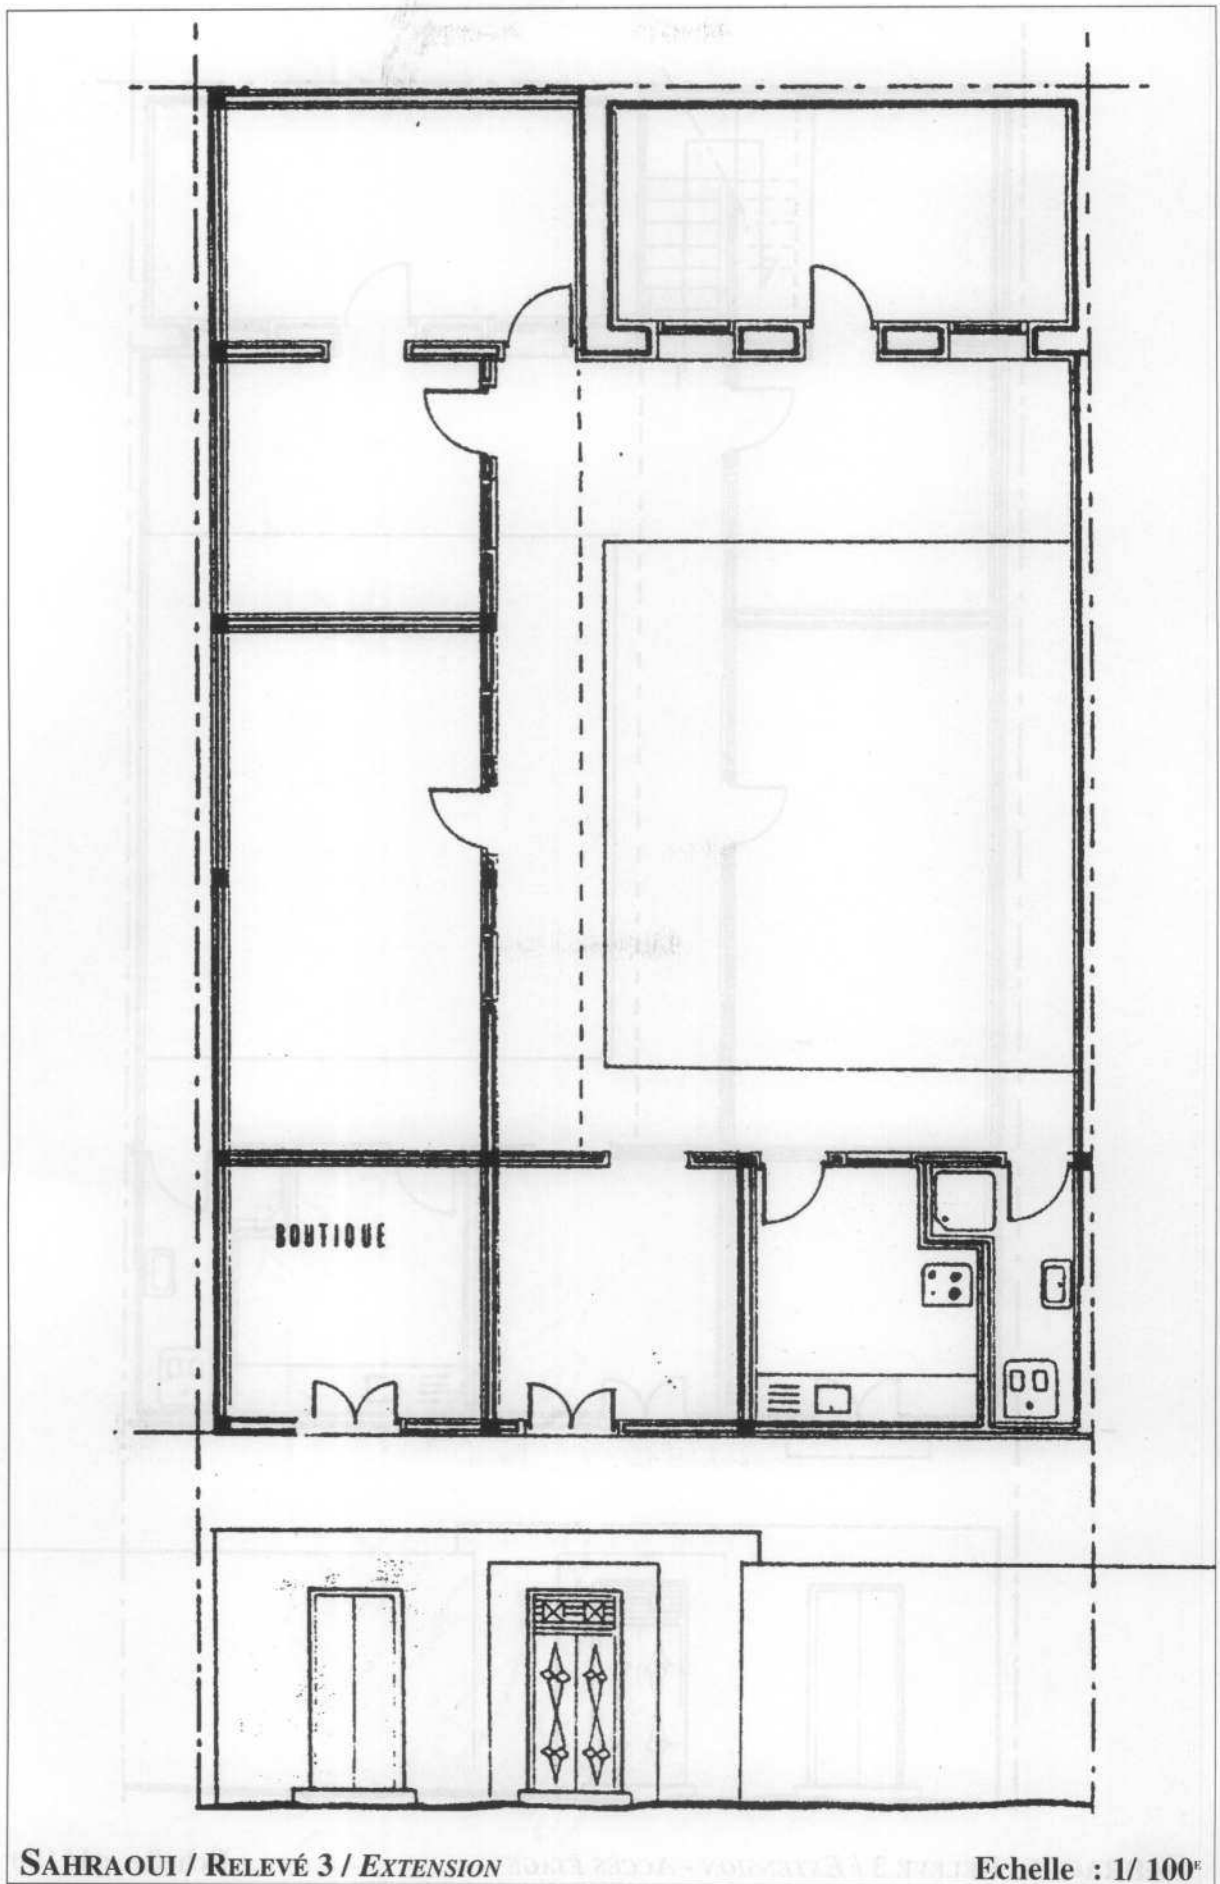 BOUTIQUE
SAHRAOUI / RELEVÉ 3 / EXTENSION
Echelle : 1/ 100ᴱ